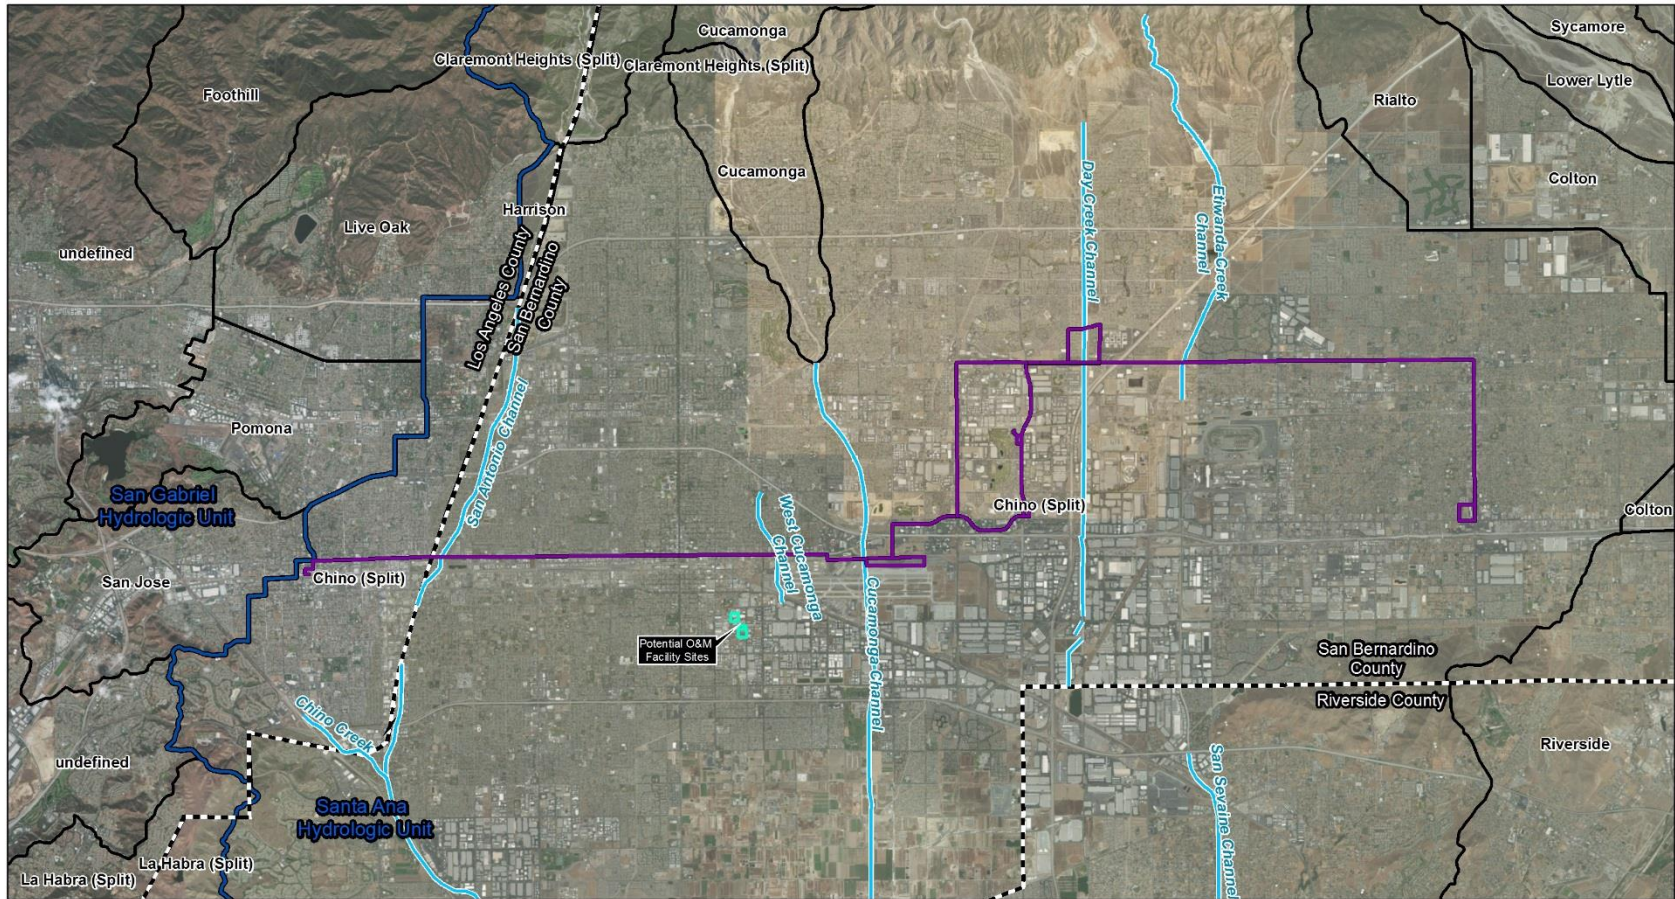 Cucamonga
Claremont Heights (Split)
Claremont Heights (Split)
Sycamore
Lower Lytle
Foothill
Rialto
Cucamonga
Colton
Day Creek Channel
Etiwanda Creek
Channel
Harrison
Live Oak
undefined
Los Angeles County
San Bernardino
County
San Antonio Channel
Pomona
San Gabriel
Hydrologic Unit
West Cucamonga
Channel
Chino (Split)
Colton
San Jose
Chino (Split)
Cucamonga Channel
Potential O&M
Facility Sites
San Bernardino
County
Riverside County
Chino Creek
Riverside
undefined
San Sevaine Channel
Santa Ana
Hydrologic Unit
La Habra (Split)
La Habra (Split)